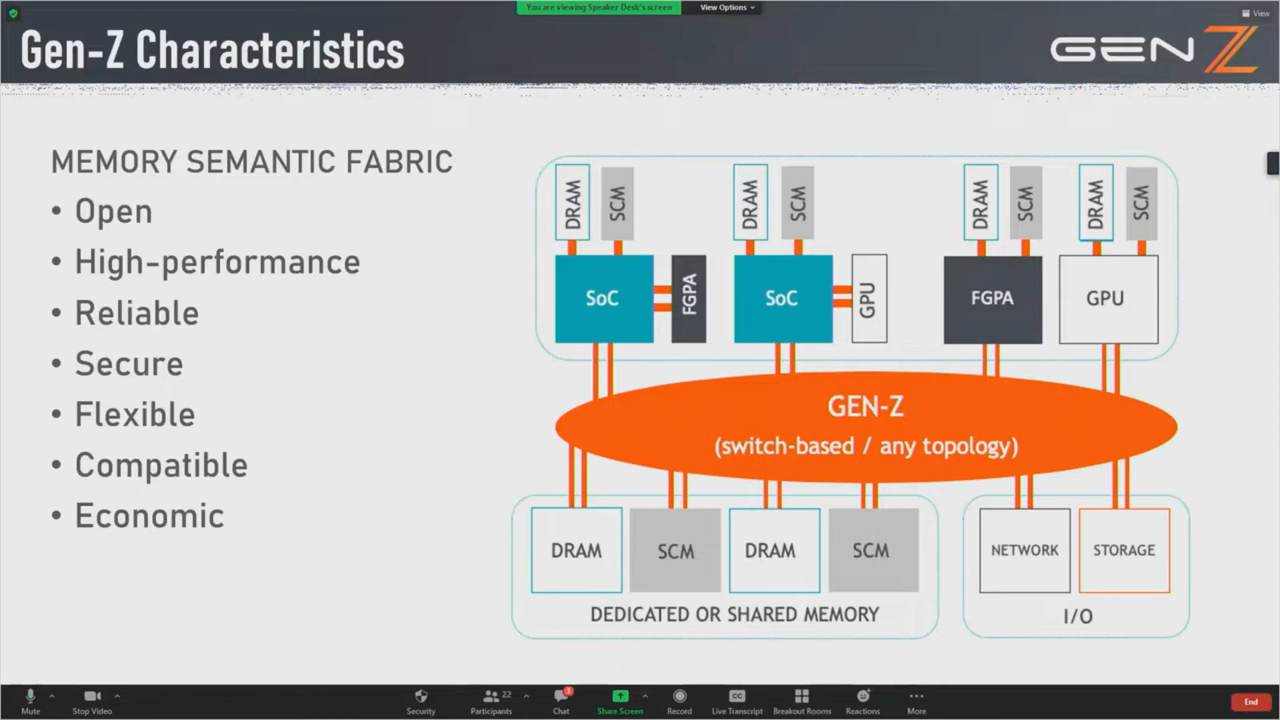 You are viewing Speaker Desk's screen
View Options
View
Gen-Z Characteristics
GEN Z
MEMORY SEMANTIC FABRIC
• Open
• High-performance
• Reliable
• Secure
• Flexible
• Compatible
• Economic
DRAM SCM DRAM SCM DRAM SCM DRAM SCM
SoC FGPA SoC GPU FGPA GPU
GEN-Z
(switch-based / any topology)
DRAM SCM DRAM SCM NETWORK STORAGE
DEDICATED OR SHARED MEMORY
I/O
22
3
Mute Stop Video Security Participants Chat Share Screen Record Live Transcript Breakout Rooms Reactions More End